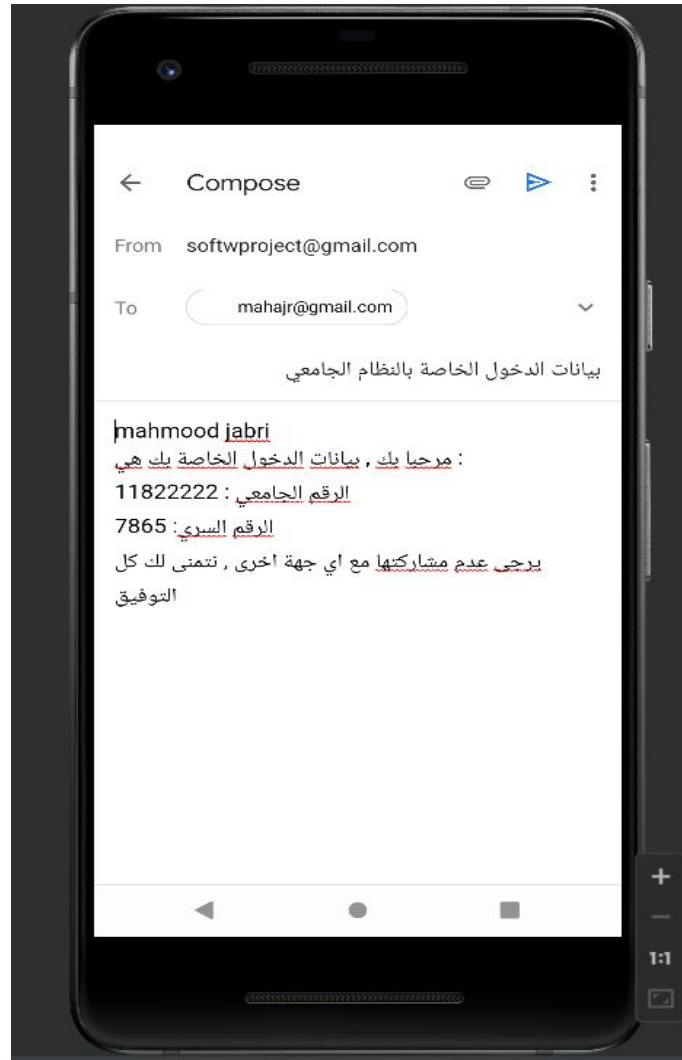 Compose
From softwproject@gmail.com
To mahajr@gmail.com
بيانات الدخول الخاصة بالنظام الجامعي
mahmood jabri
مرحبا بك , بيانات الدخول الخاصة بك هي :
الرقم الجامعي : 11822222
الرقم السري: 7865
يرجى عدم مشاركتها مع اي جهة اخرى , نتمنى لك كل
التوفيق
1:1